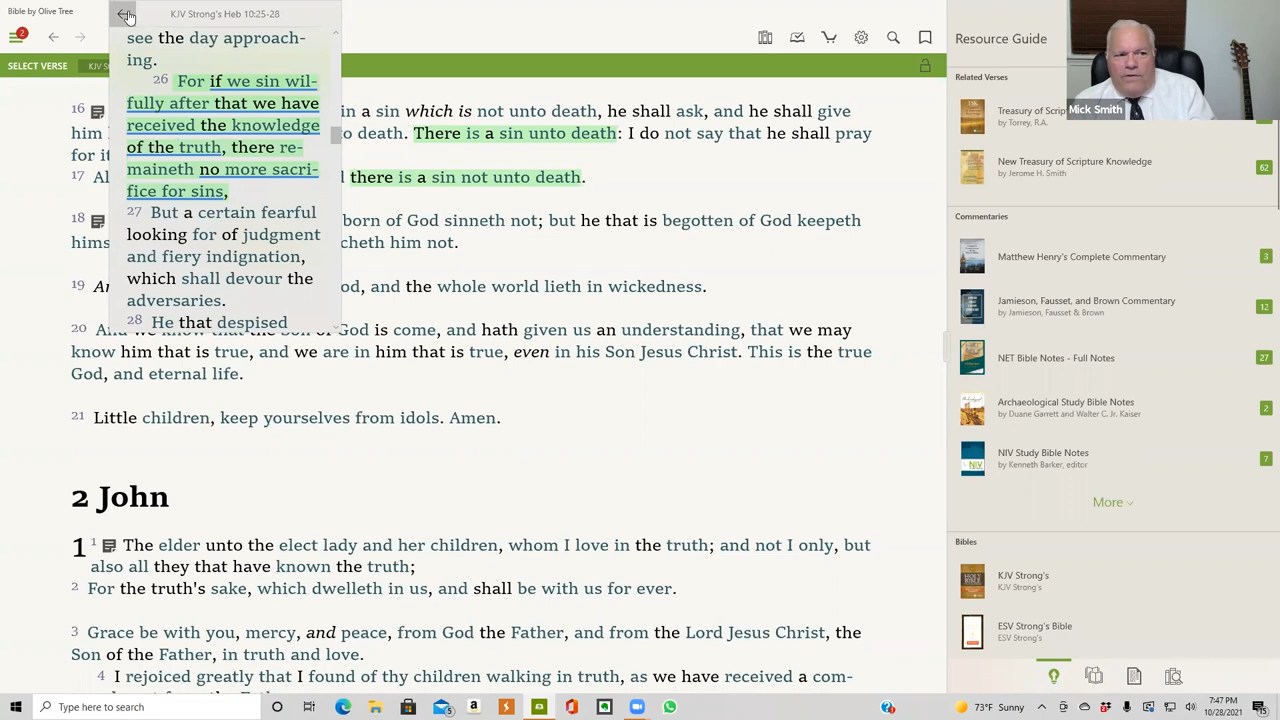 Bible by Olive Tree
KJV Strong's Heb 10:25-28
2
SELECT VERSE
KJV St
see the day approach-
ing.
26 For if we sin wil-
fully after that we have
received the knowledge
of the truth, there re-
maineth no more sacri-
fice for sins,
27 But a certain fearful
looking for of judgment
and fiery indignation,
which shall devour the
adversaries.
28 He that despised
16 in a sin which is not unto death, he shall ask, and he shall give
him to death. There is a sin unto death: I do not say that he shall pray
for it
17 Al there is a sin not unto death.
18 born of God sinneth not; but he that is begotten of God keepeth
hims cheth him not.
19 An od, and the whole world lieth in wickedness.
20 And we know that the Son of God is come, and hath given us an understanding, that we may
know him that is true, and we are in him that is true, even in his Son Jesus Christ. This is the true
God, and eternal life.
21 Little children, keep yourselves from idols. Amen.
2 John
1 1 The elder unto the elect lady and her children, whom I love in the truth; and not I only, but
also all they that have known the truth;
2 For the truth's sake, which dwelleth in us, and shall be with us for ever.
3 Grace be with you, mercy, and peace, from God the Father, and from the Lord Jesus Christ, the
Son of the Father, in truth and love.
4 I rejoiced greatly that I found of thy children walking in truth, as we have received a com-
Resource Guide
Related Verses
Treasury of Scrip
by Torrey, R.A.
Mick Smith
New Treasury of Scripture Knowledge
by Jerome H. Smith
62
Commentaries
Matthew Henry's Complete Commentary
3
Jamieson, Fausset, and Brown Commentary
by Jamieson, Fausset & Brown
12
NET Bible Notes - Full Notes
27
Archaeological Study Bible Notes
by Duane Garrett and Walter C. Jr. Kaiser
2
NIV Study Bible Notes
by Kenneth Barker, editor
7
More
Bibles
KJV Strong's
KJV Strong's
ESV Strong's Bible
ESV Strong's
Type here to search
73°F Sunny
7:47 PM
10/28/2021